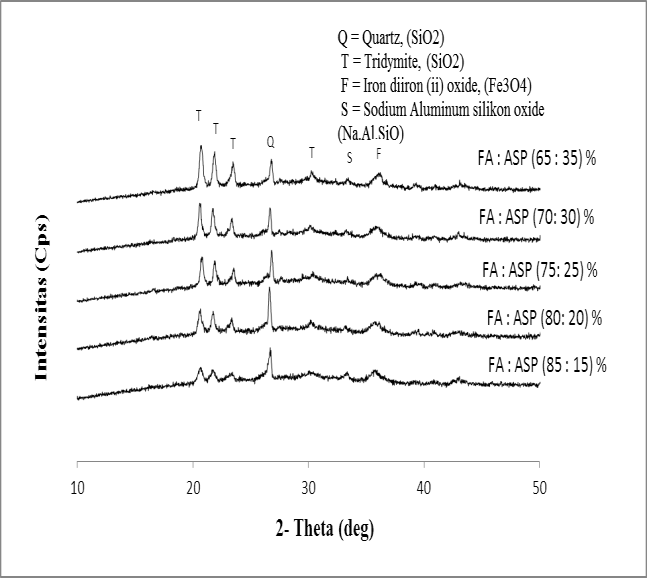 Q = Quartz, (SiO2)
T = Tridymite, (SiO2)
F = Iron diiron (ii) oxide, (Fe3O4)
S = Sodium Aluminum silikon oxide
(Na.Al.SiO)
T
T
T
Q
T
S
F
FA : ASP (65 : 35) %
FA : ASP (70: 30) %
FA : ASP (75: 25) %
FA : ASP (80: 20) %
FA : ASP (85 : 15) %
Intensitas (Cps)
10
20
30
40
50
2- Theta (deg)